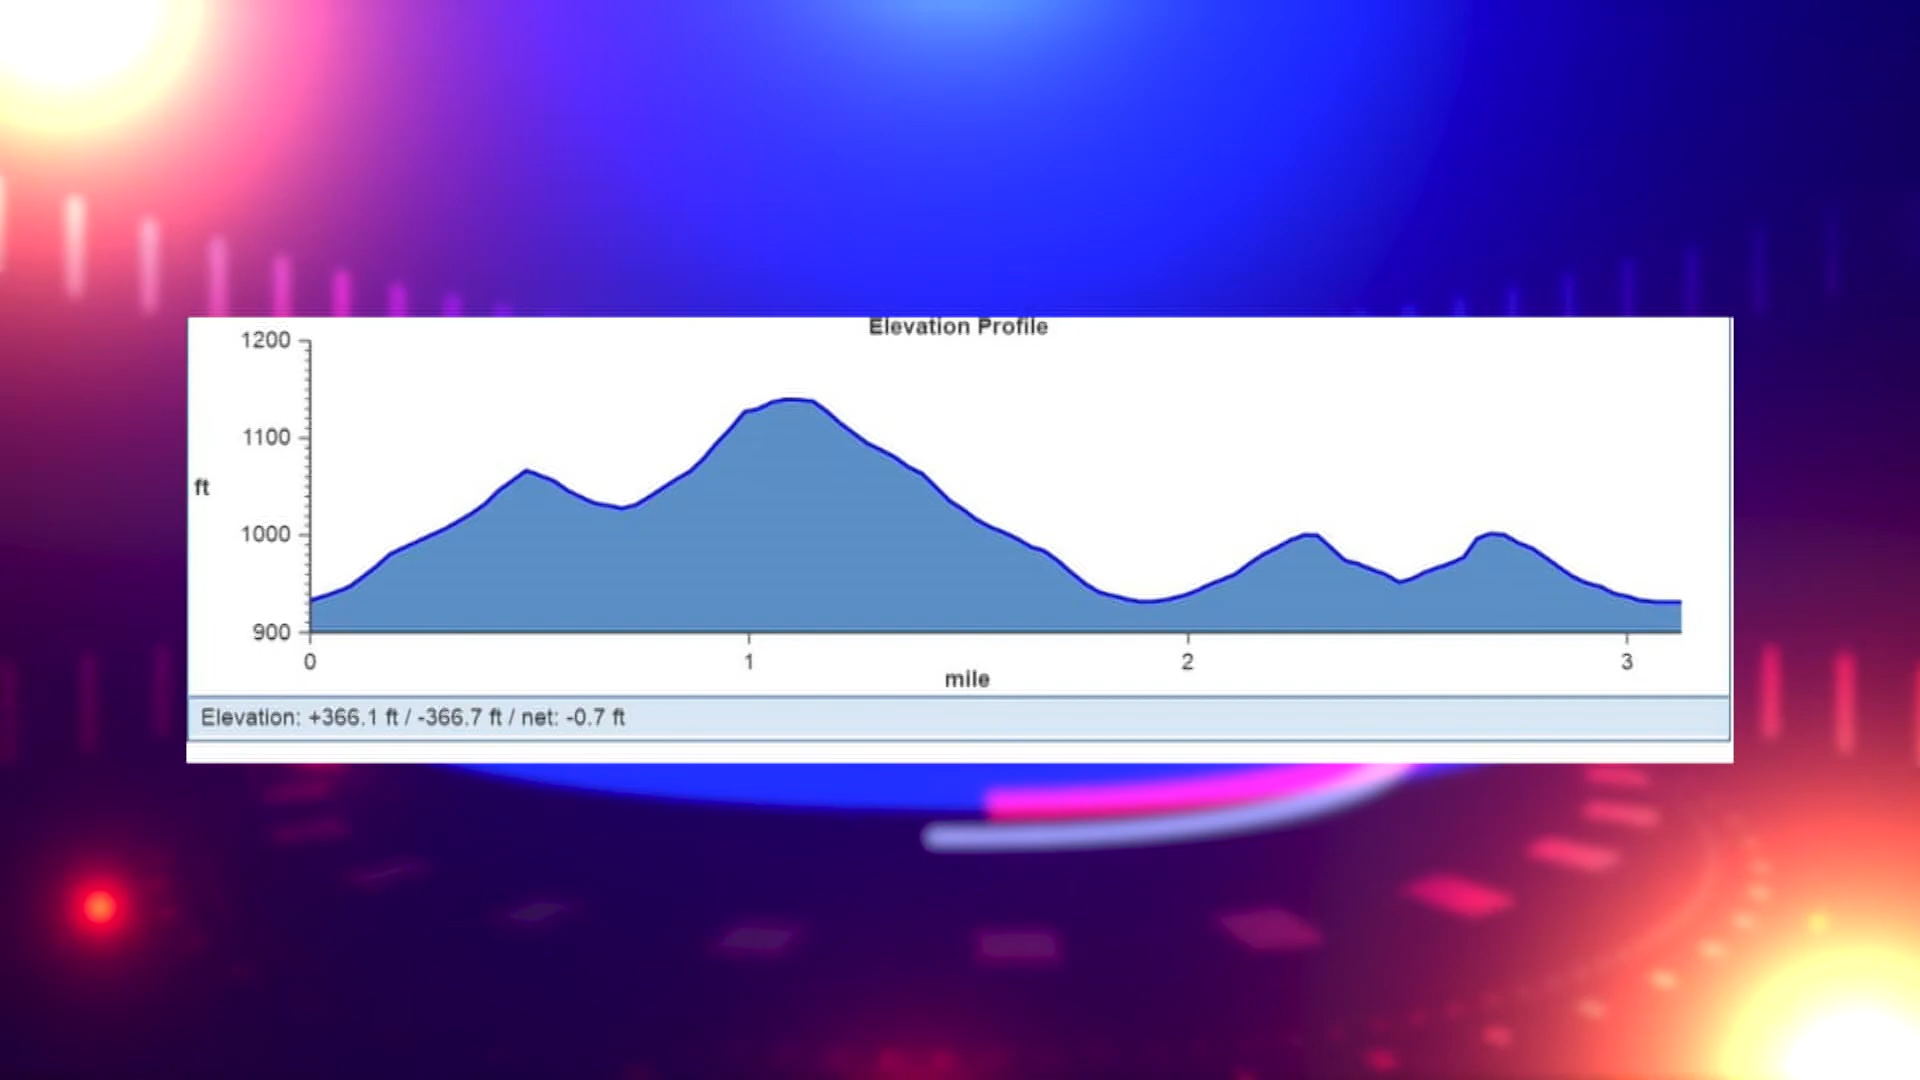 Elevation Profile
1200
1100
ft
1000
900
0 1 2 3
mile
Elevation: +366.1 ft / -366.7 ft / net: -0.7 ft